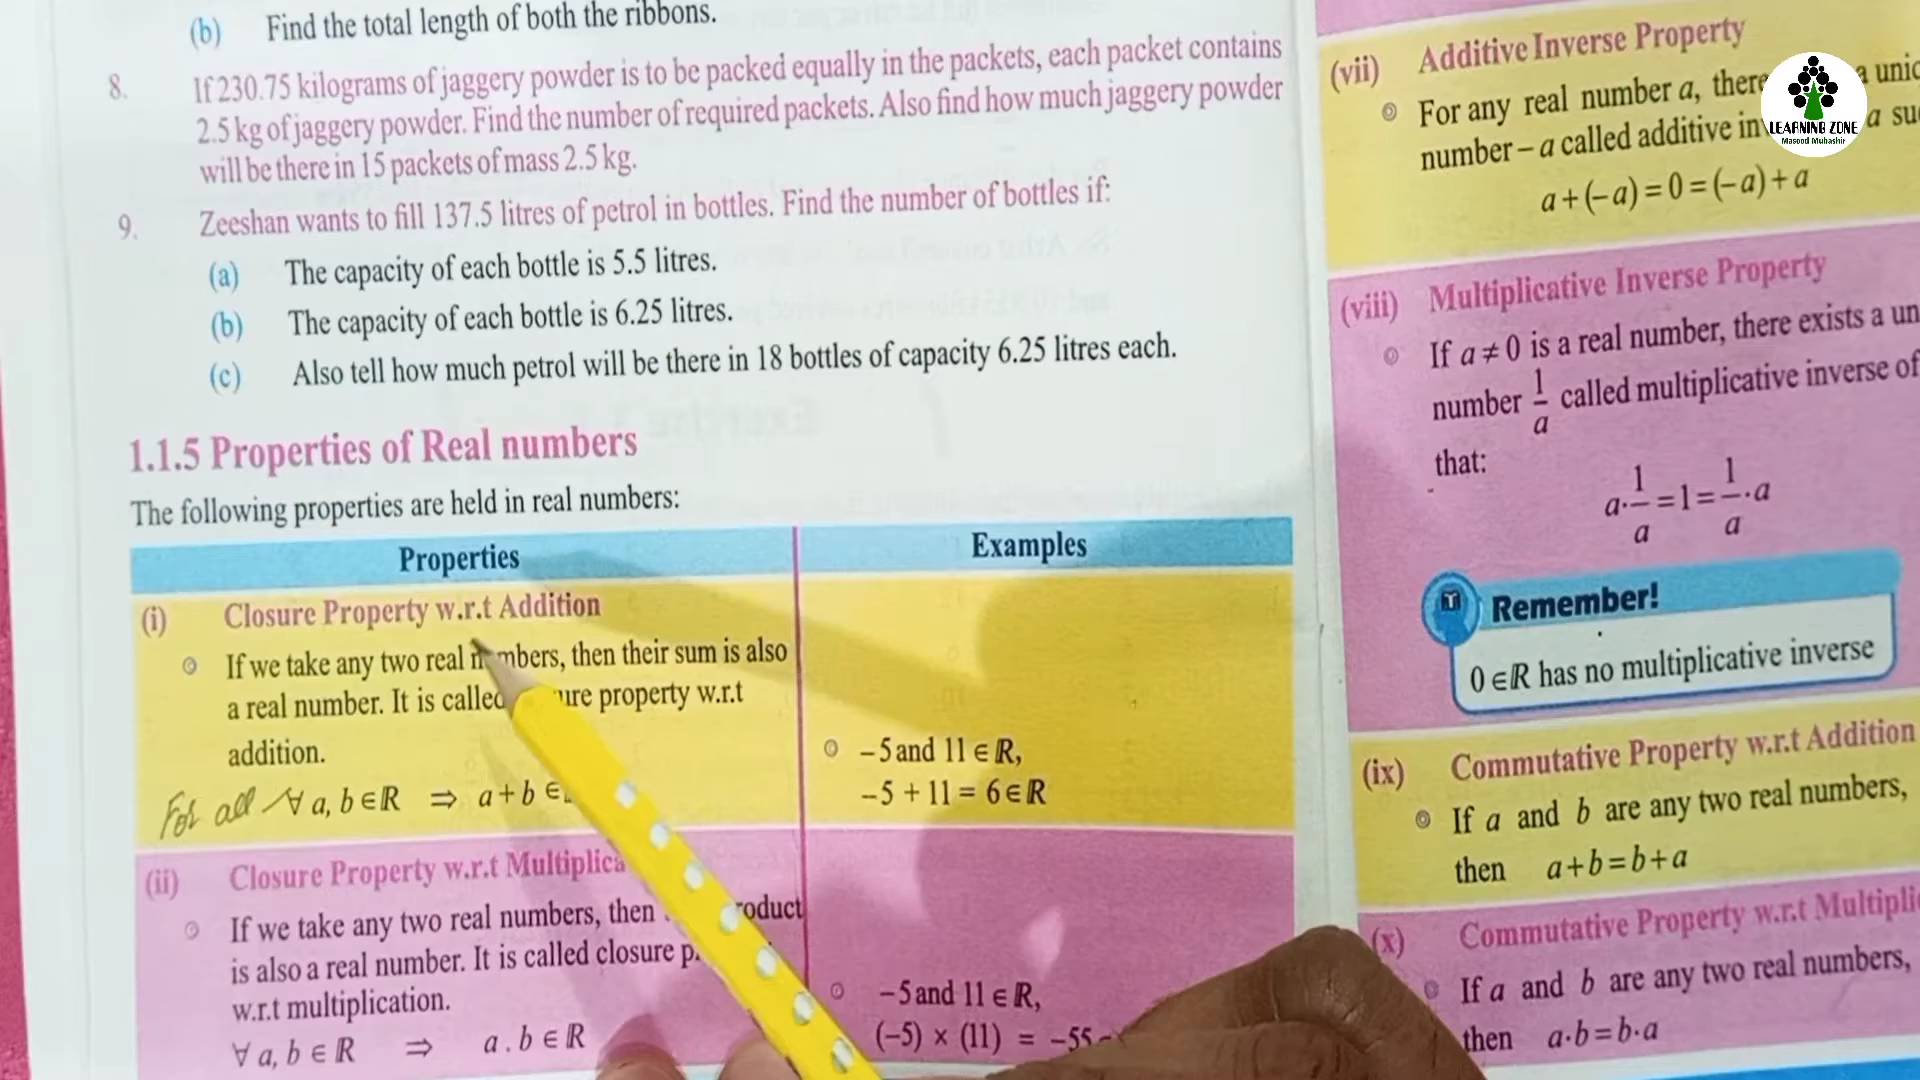 (b) Find the total length of both the ribbons.
8. If 230.75 kilograms of jaggery powder is to be packed equally in the packets, each packet contains
2.5 kg of jaggery powder. Find the number of required packets. Also find how much jaggery powder
will be there in 15 packets of mass 2.5 kg.
9. Zeeshan wants to fill 137.5 litres of petrol in bottles. Find the number of bottles if:
(a) The capacity of each bottle is 5.5 litres.
(b) The capacity of each bottle is 6.25 litres.
(c) Also tell how much petrol will be there in 18 bottles of capacity 6.25 litres each.
1.1.5 Properties of Real numbers
The following properties are held in real numbers:
Properties
Examples
(i) Closure Property w.r.t Addition
If we take any two real numbers, then their sum is also
a real number. It is called property w.r.t
addition.
For all ∀ a, b ∈ ℝ ⇒ a + b ∈
– 5 and 11 ∈ ℝ,
–5 + 11 = 6 ∈ ℝ
(ii) Closure Property w.r.t
If we take any two real numbers, then
is also a real number. It is called closure
w.r.t multiplication.
∀ a, b ∈ ℝ ⇒ a . b ∈ ℝ
–5 and 11 ∈ ℝ,
(–5) × (11) = –55
(vii) Additive Inverse Property
For any real number a, there a
number – a called additive a
a + (– a) = 0 = (– a) + a
(viii) Multiplicative Inverse Property
If a ≠ 0 is a real number, there exists a
number 1/a called multiplicative inverse of
that:
a · 1/a = 1 = 1/a · a
Remember!
0 ∈ ℝ has no multiplicative inverse
(ix) Commutative Property w.r.t Addition
If a and b are any two real numbers,
then a + b = b + a
(x) Commutative Property w.r.t
If a and b are any two real numbers,
then a · b = b · a
LEARNING ZONE
Masood Mubashir